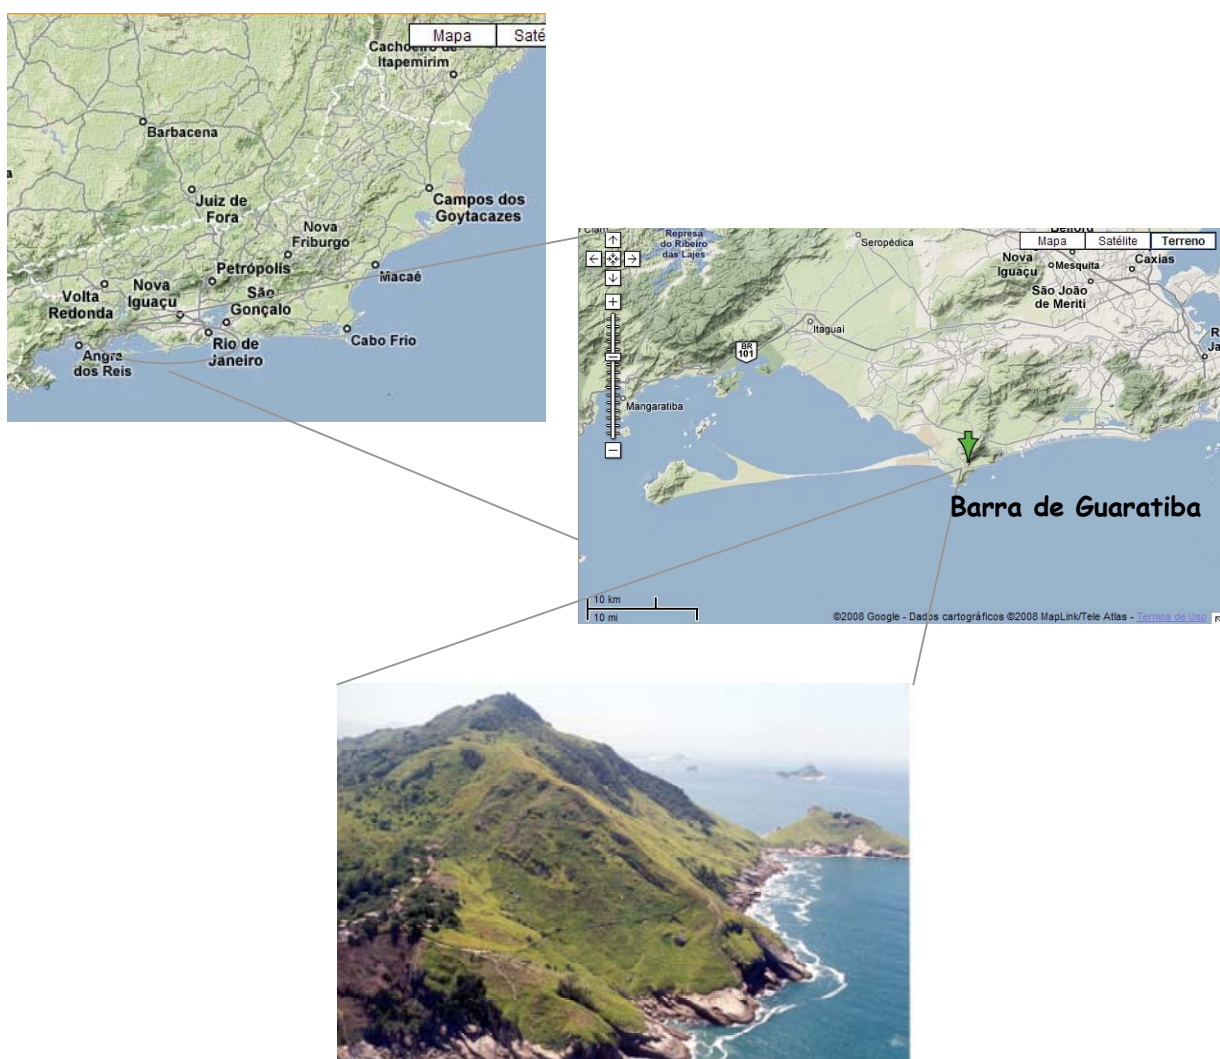 Mapa
Saté
Cachoeiro de
Itapemirim
Barbacena
Juiz de
Fora
Campos dos
Goytacazes
Nova
Friburgo
Petrópolis
Macaé
Volta
Redonda
Nova
Iguaçu
São
Gonçalo
Rio de
Janeiro
Cabo Frio
Angra
dos Reis
Represa
do Ribeiro
das Lajes
Seropédica
Mapa
Satélite
Terreno
Nova
Iguaçu
Mesquita
Caxias
São João
de Meriti
Itaguaí
BR
101
Mangaratiba
Barra de Guaratiba
10 km
10 mi
©2008 Google - Dados cartográficos ©2008 MapLink/Tele Atlas - Termos de Uso